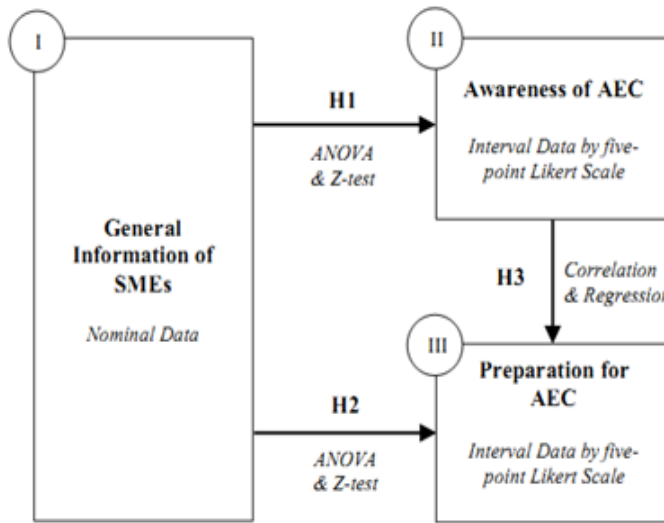 I
General
Information of
SMEs
Nominal Data
H1
ANOVA
& Z-test
II
Awareness of AEC
Interval Data by five-
point Likert Scale
H3
Correlation
& Regression
H2
ANOVA
& Z-test
III
Preparation for
AEC
Interval Data by five-
point Likert Scale